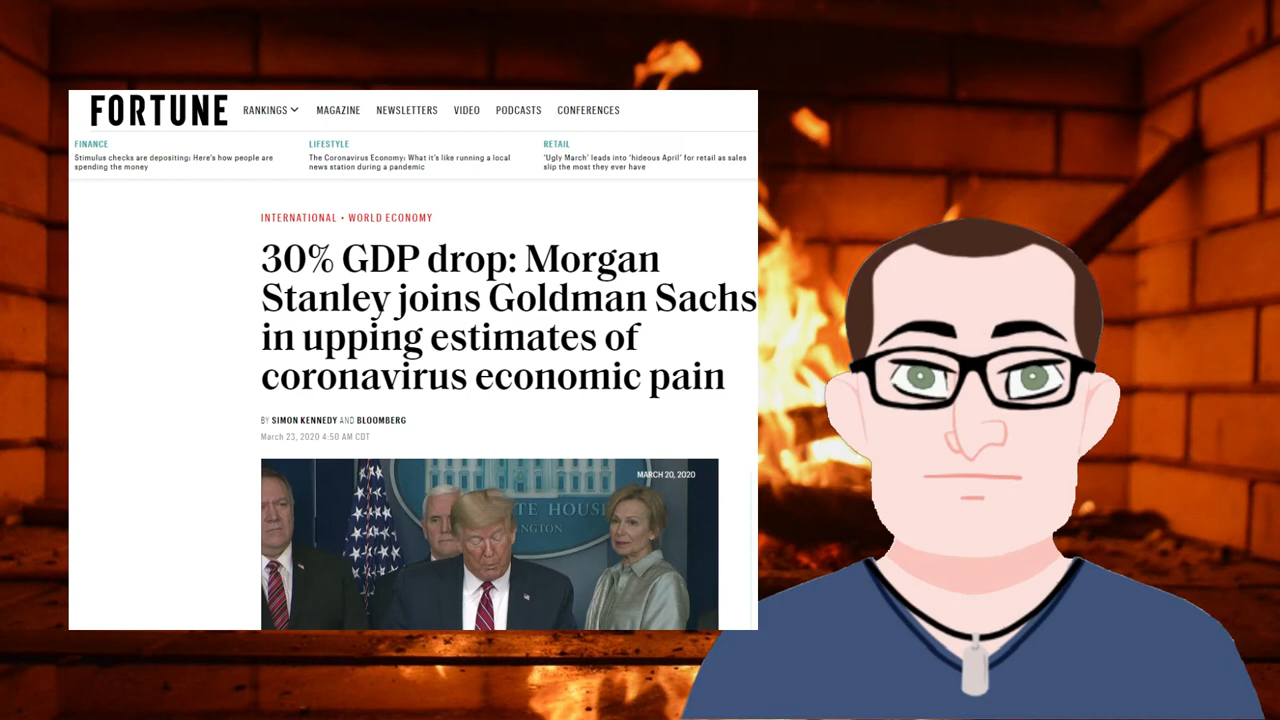 FORTUNE
RANKINGS MAGAZINE NEWSLETTERS VIDEO PODCASTS CONFERENCES
FINANCE
Stimulus checks are depositing: Here's how people are
spending the money
LIFESTYLE
The Coronavirus Economy: What it's like running a local
news station during a pandemic
RETAIL
'Ugly March' leads into 'hideous April' for retail as sales
slip the most they ever have
INTERNATIONAL • WORLD ECONOMY
30% GDP drop: Morgan
Stanley joins Goldman Sachs
in upping estimates of
coronavirus economic pain
BY SIMON KENNEDY AND BLOOMBERG
March 23, 2020 4:50 AM CDT
MARCH 20, 2020
TE HOUS
NGTON